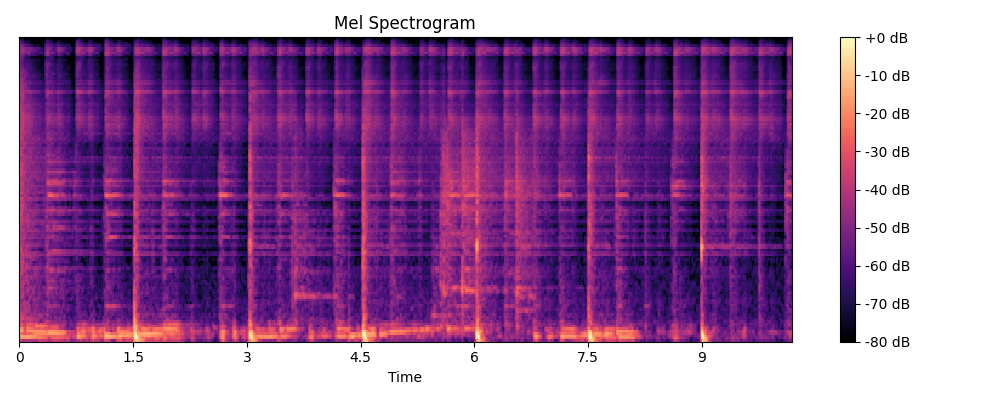 Mel Spectrogram
+0 dB
-10 dB
-20 dB
-30 dB
-40 dB
-50 dB
-60 dB
-70 dB
-80 dB
0 1.5 3 4.5 6 7.5 9
Time